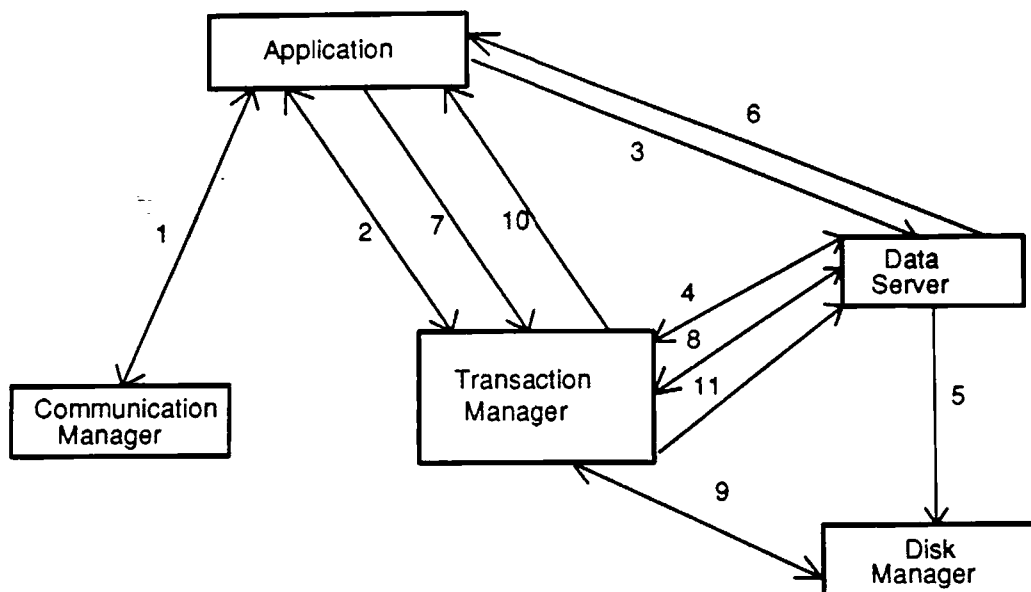 Application
6
3
1
2
7
10
Data
Server
4
8
11
Transaction
Manager
5
Communication
Manager
9
Disk
Manager